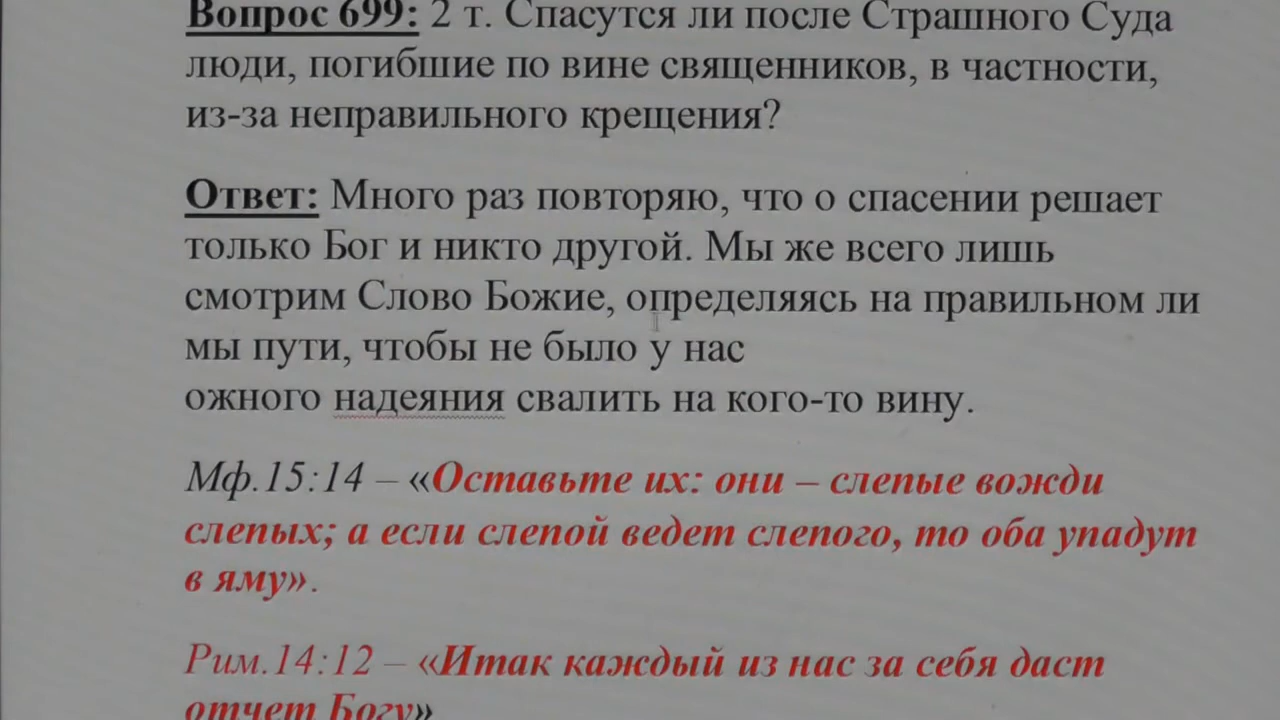 Вопрос 699: 2 т. Спасутся ли после Страшного Суда
люди, погибшие по вине священников, в частности,
из-за неправильного крещения?
Ответ: Много раз повторяю, что о спасении решает
только Бог и никто другой. Мы же всего лишь
смотрим Слово Божие, определяясь на правильном ли
мы пути, чтобы не было у нас
ожного надеяния свалить на кого-то вину.
Мф.15:14 – «Оставьте их: они – слепые вожди
слепых; а если слепой ведет слепого, то оба упадут
в яму».
Рим.14:12 – «Итак каждый из нас за себя даст
отчет Богу»